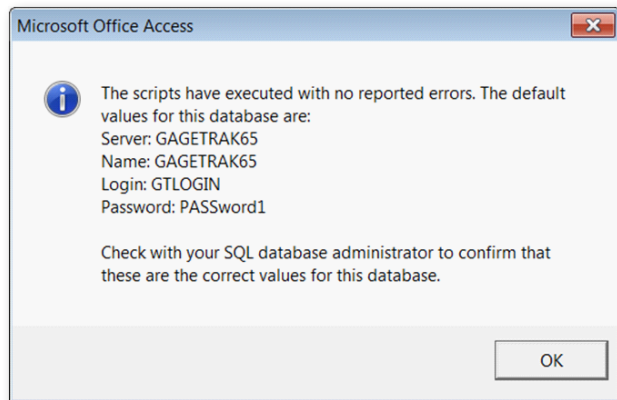 Microsoft Office Access
The scripts have executed with no reported errors. The default
values for this database are:
Server: GAGETRAK65
Name: GAGETRAK65
Login: GTLOGIN
Password: PASSword1
Check with your SQL database administrator to confirm that
these are the correct values for this database.
OK